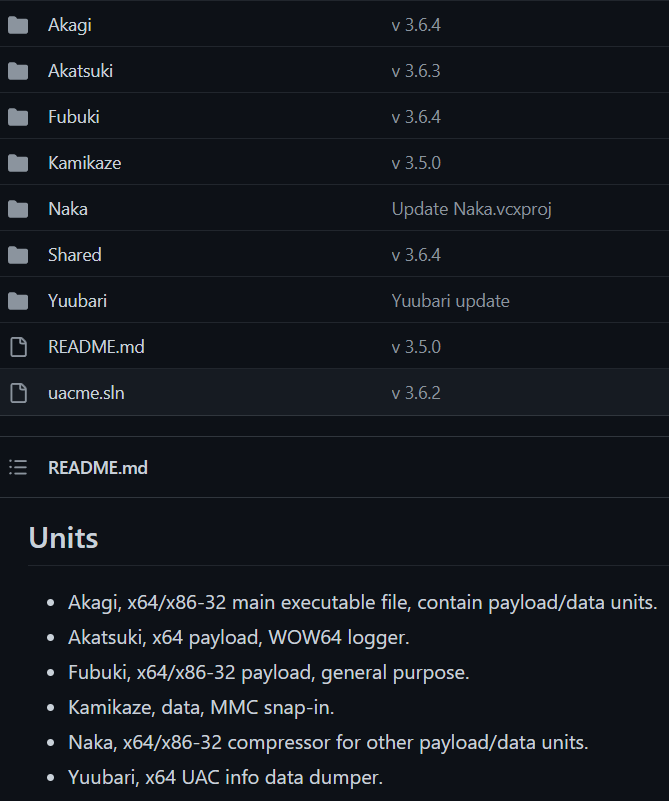 Akagi v 3.6.4
Akatsuki v 3.6.3
Fubuki v 3.6.4
Kamikaze v 3.5.0
Naka Update Naka.vcxproj
Shared v 3.6.4
Yuubari Yuubari update
README.md v 3.5.0
uacme.sln v 3.6.2
README.md
Units
• Akagi, x64/x86-32 main executable file, contain payload/data units.
• Akatsuki, x64 payload, WOW64 logger.
• Fubuki, x64/x86-32 payload, general purpose.
• Kamikaze, data, MMC snap-in.
• Naka, x64/x86-32 compressor for other payload/data units.
• Yuubari, x64 UAC info data dumper.